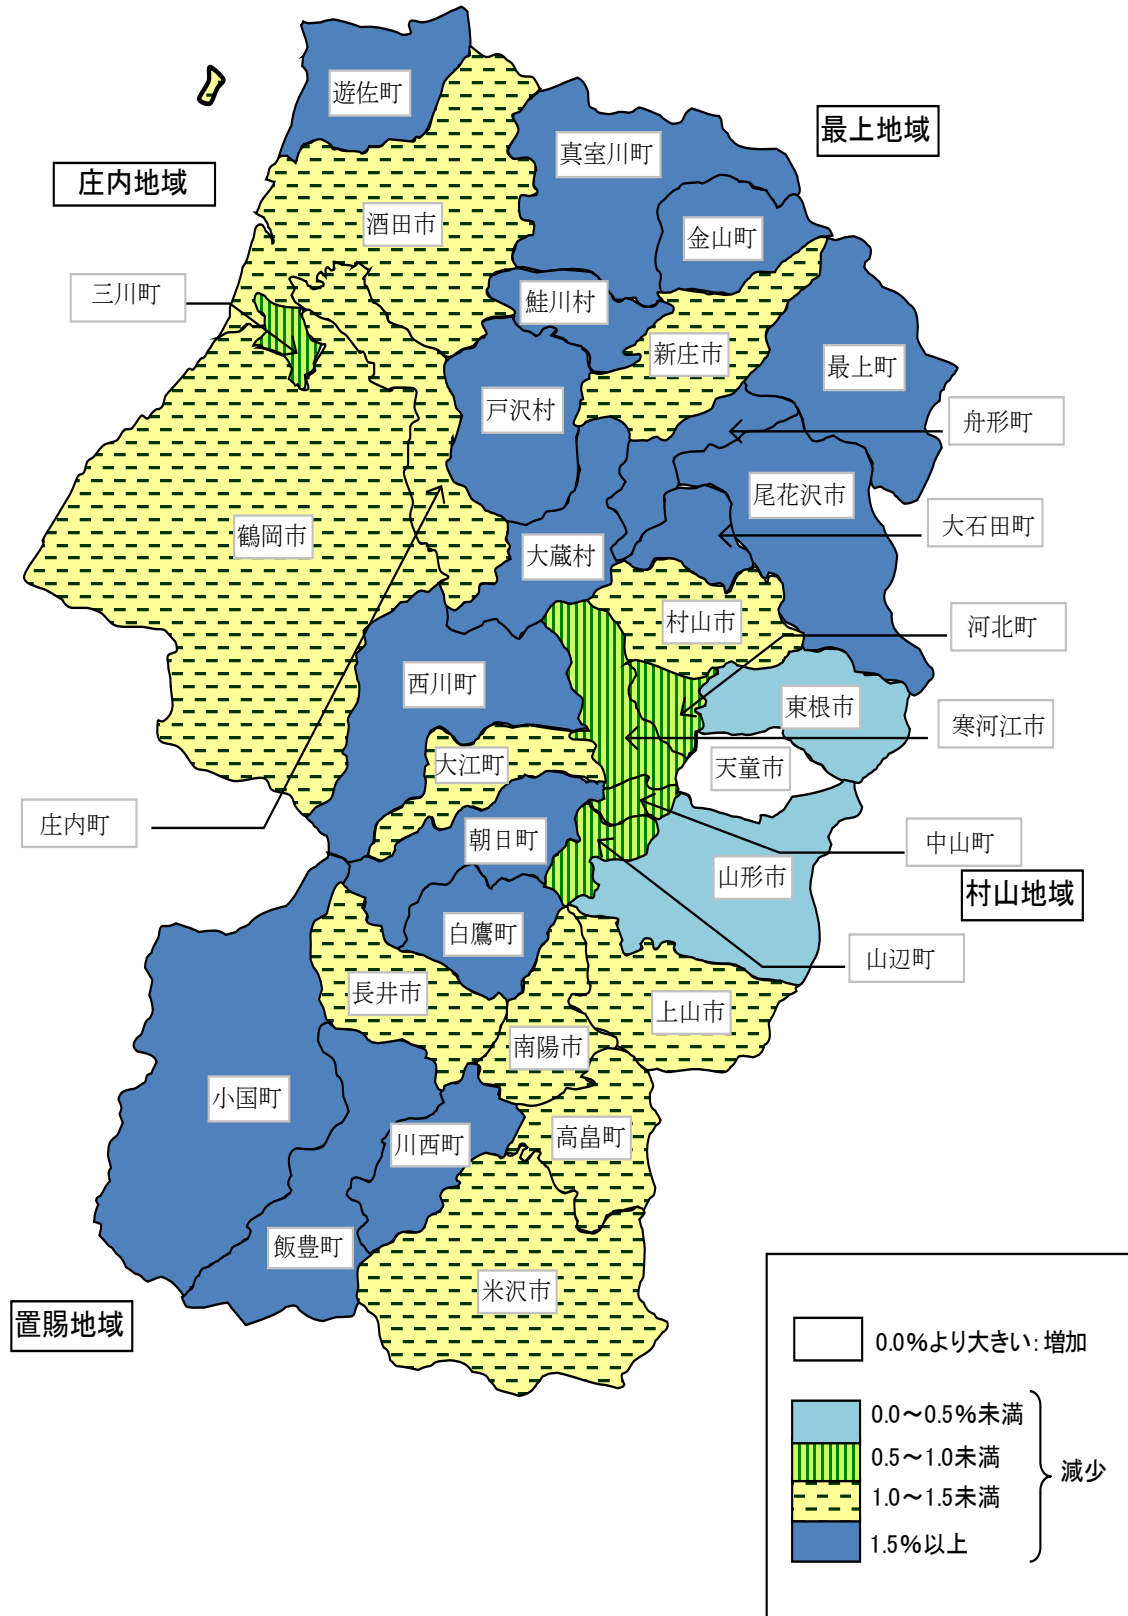 遊佐町
最上地域
真室川町
庄内地域
酒田市
金山町
三川町
鮭川村
新庄市
最上町
戸沢村
舟形町
尾花沢市
大石田町
鶴岡市
大蔵村
村山市
河北町
西川町
東根市
寒河江市
大江町
天童市
庄内町
朝日町
中山町
山形市
村山地域
白鷹町
山辺町
長井市
上山市
南陽市
小国町
川西町
高畠町
飯豊町
米沢市
置賜地域
0.0%より大きい:増加
0.0～0.5%未満
0.5～1.0未満
減少
1.0～1.5未満
1.5%以上